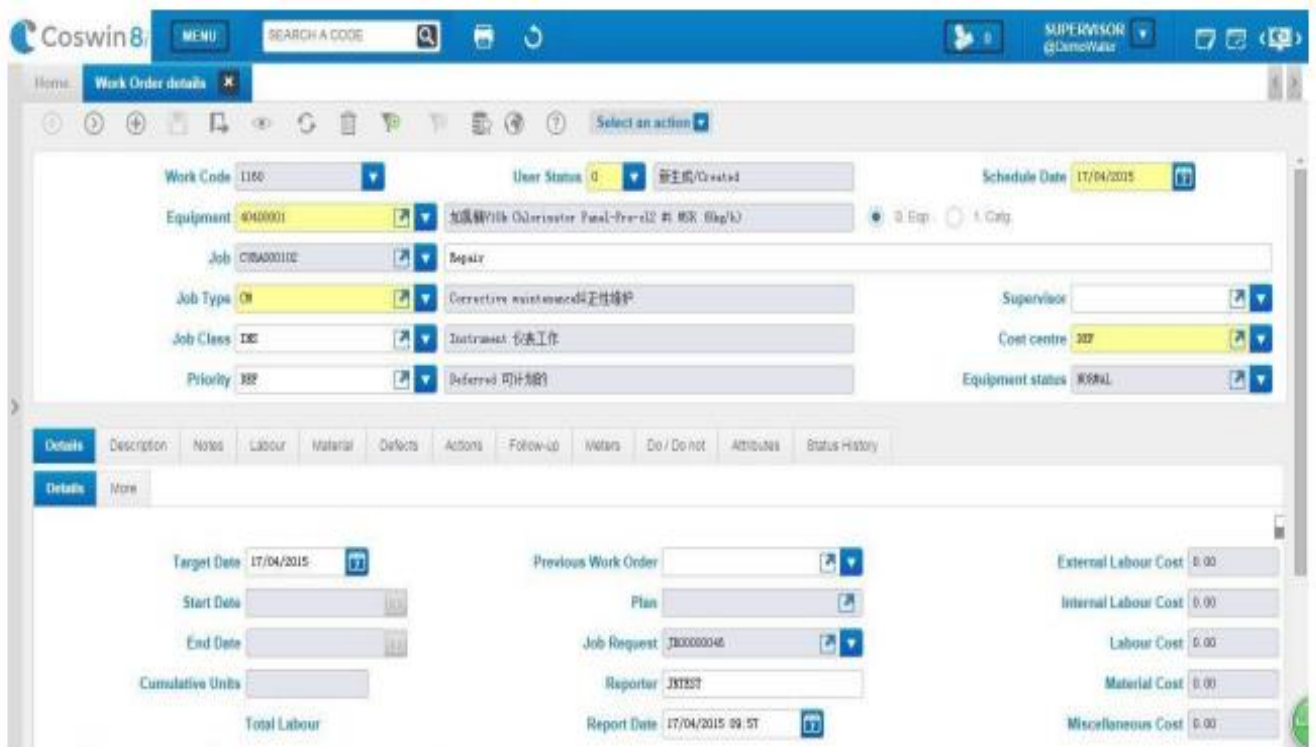 Coswin 8i MENU SEARCH A CODE 0 SUPERVISOR
@DemoWater
Home Work Order details
Select an action
Work Code 1160 User Status 0 新生成/Created Schedule Date 17/04/2015
Equipment 40400001 Chlorinator 0. Eqp 1. Catg
Job Repair
Job Type CM Corrective maintenance纠正性维护 Supervisor
Job Class Instrument 仪表工作 Cost centre
Priority Deferred 可计划的 Equipment status NORMAL
Details Description Notes Labour Material Defects Actions Follow-up Meters Do / Do not Attributes Status History
Details More
Target Date 17/04/2015 Previous Work Order External Labour Cost 0.00
Start Date Plan Internal Labour Cost 0.00
End Date Job Request JR00000046 Labour Cost 0.00
Cumulative Units Reporter Material Cost 0.00
Total Labour Report Date 17/04/2015 09:57 Miscellaneous Cost 0.00